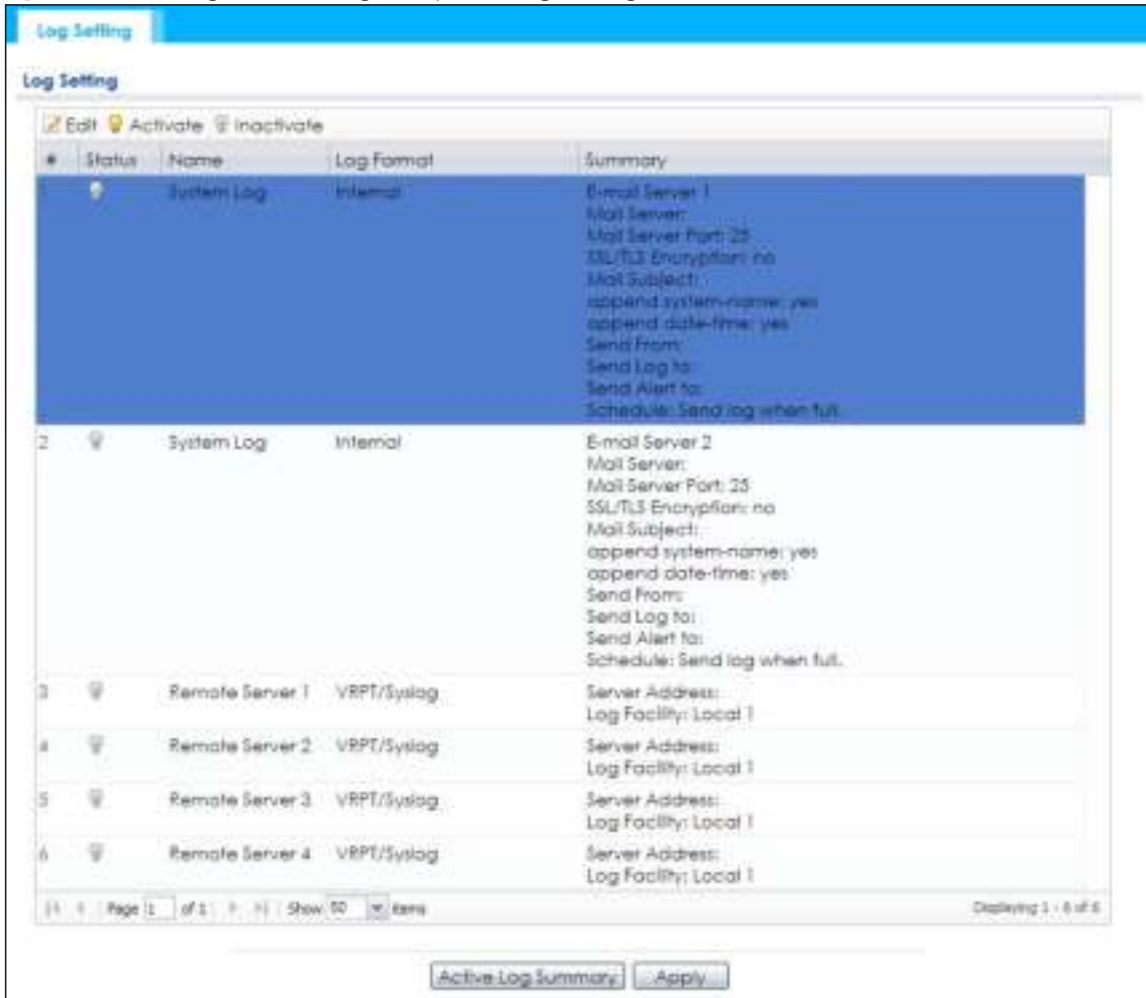 Log Setting
Log Setting
Edit Activate Inactivate
# Status Name Log Format Summary
1 System Log Internal E-mail Server 1
Mail Server:
Mail Server Port: 25
SSL/TLS Encryption: no
Mail Subject:
append system-name: yes
append date-time: yes
Send From:
Send Log to:
Send Alert to:
Schedule: Send log when full.
2 System Log Internal E-mail Server 2
Mail Server:
Mail Server Port: 25
SSL/TLS Encryption: no
Mail Subject:
append system-name: yes
append date-time: yes
Send From:
Send Log to:
Send Alert to:
Schedule: Send log when full.
3 Remote Server 1 VRPT/Syslog Server Address:
Log Facility: Local 1
4 Remote Server 2 VRPT/Syslog Server Address:
Log Facility: Local 1
5 Remote Server 3 VRPT/Syslog Server Address:
Log Facility: Local 1
6 Remote Server 4 VRPT/Syslog Server Address:
Log Facility: Local 1
Page 1 of 1 Show 50 items Displaying 1 - 6 of 6
Active Log Summary Apply